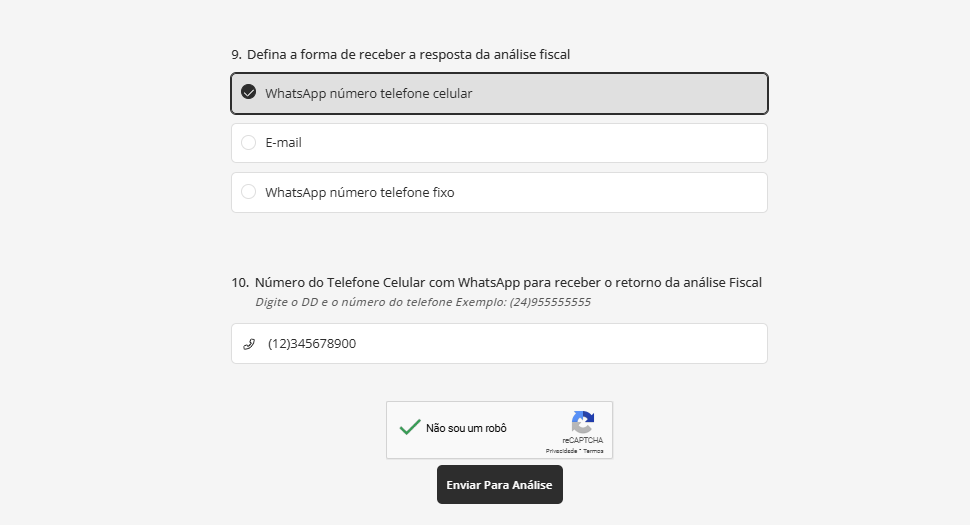 9. Defina a forma de receber a resposta da análise fiscal
WhatsApp número telefone celular
E-mail
WhatsApp número telefone fixo
10. Número do Telefone Celular com WhatsApp para receber o retorno da análise Fiscal
Digite o DD e o número do telefone Exemplo: (24)955555555
(12)345678900
Não sou um robô
reCAPTCHA
Privacidade - Termos
Enviar Para Análise